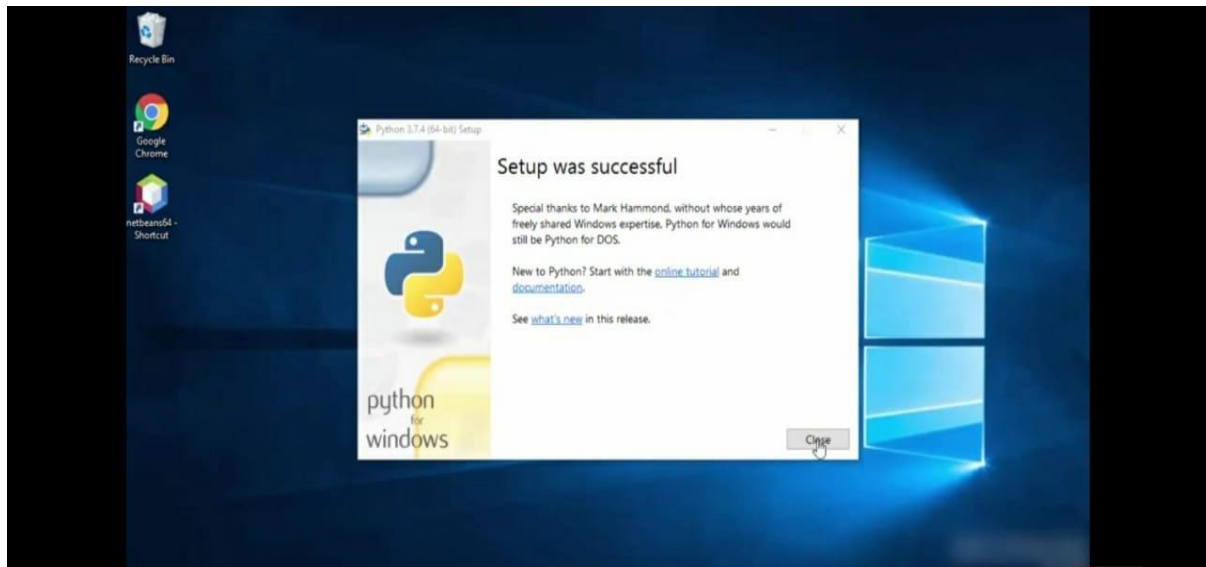 Recycle Bin
Google
Chrome
netbeans64 -
Shortcut
Python 3.7.4 (64-bit) Setup
Setup was successful
Special thanks to Mark Hammond, without whose years of
freely shared Windows expertise, Python for Windows would
still be Python for DOS.
New to Python? Start with the online tutorial and
documentation.
See what's new in this release.
python
for
windows
Close